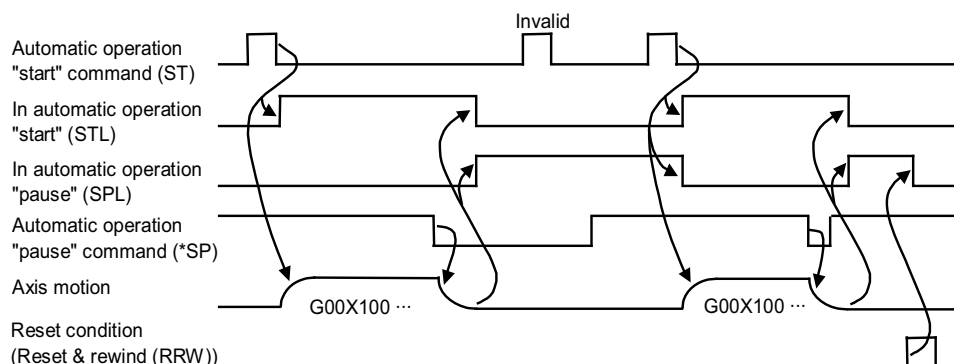 Invalid
Automatic operation
"start" command (ST)
In automatic operation
"start" (STL)
In automatic operation
"pause" (SPL)
Automatic operation
"pause" command (*SP)
Axis motion
G00X100 ···
G00X100 ···
Reset condition
(Reset & rewind (RRW))